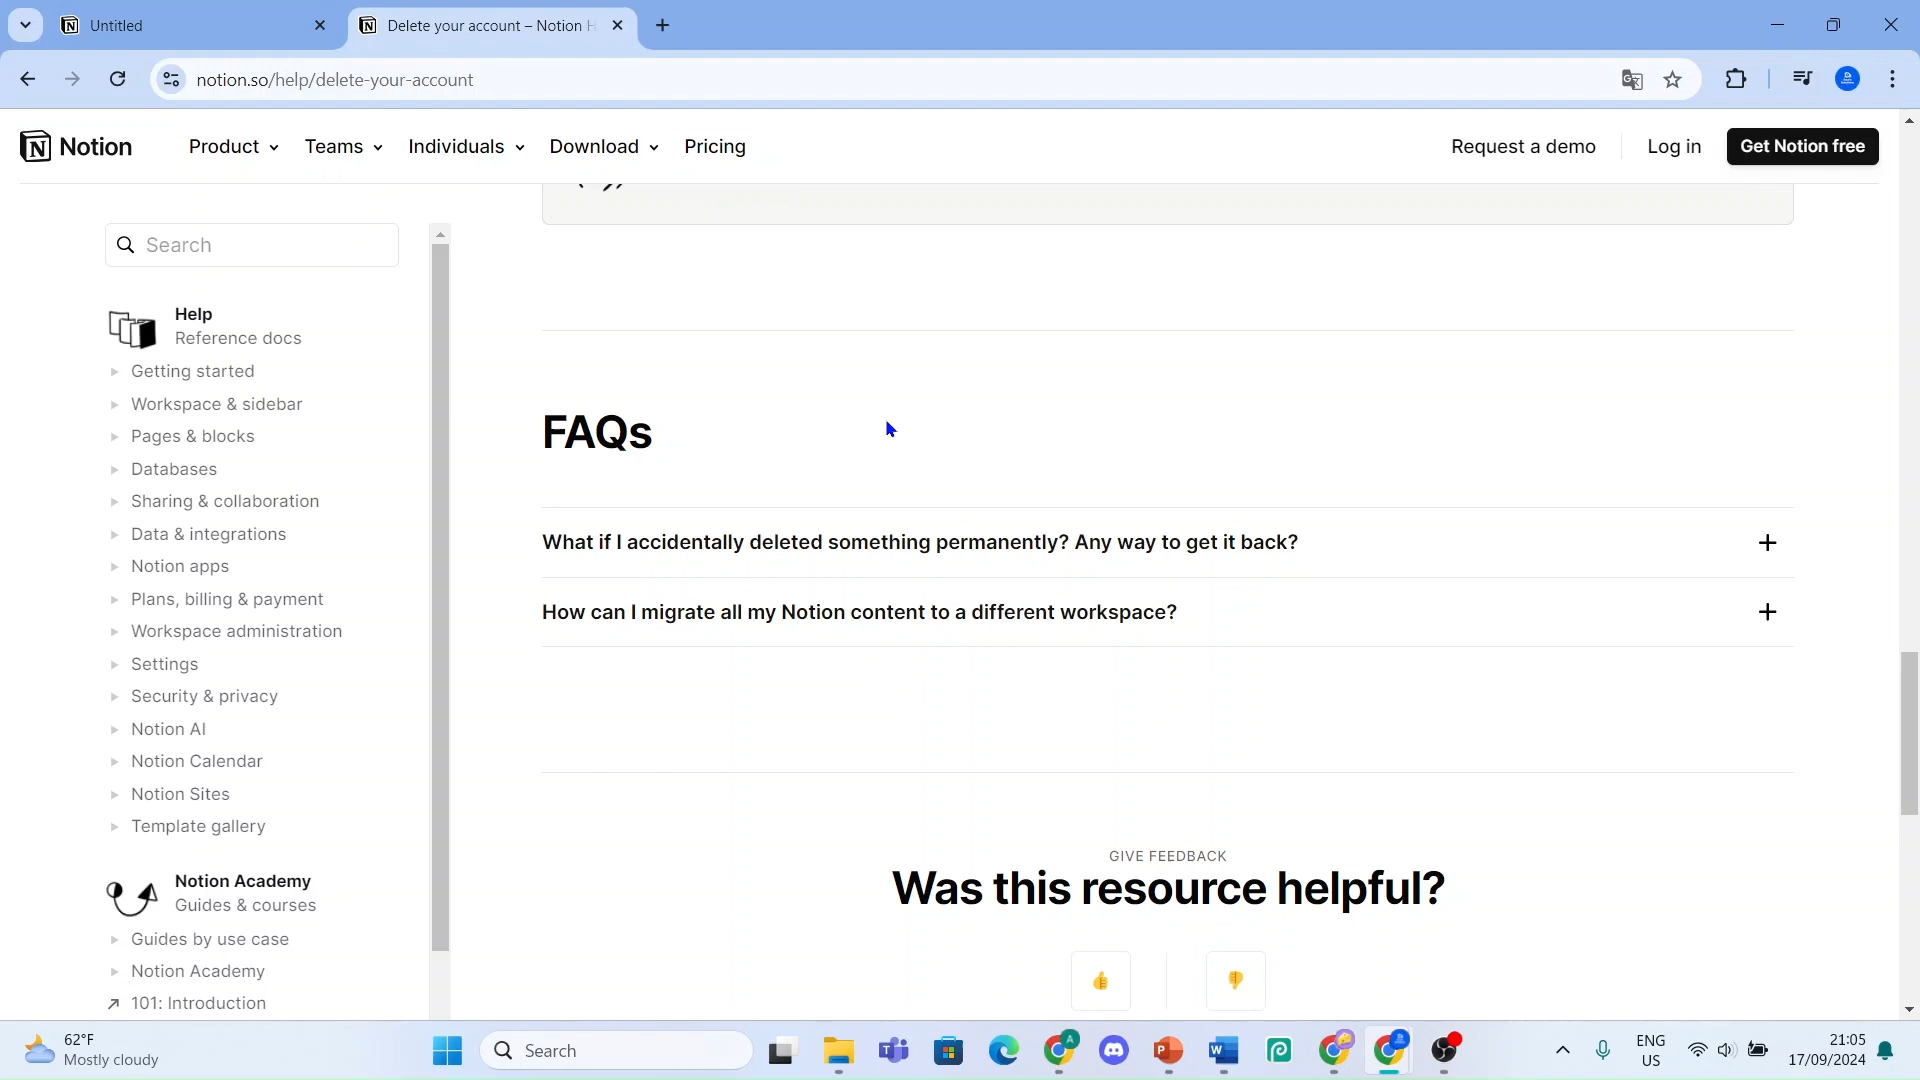 Untitled
Delete your account – Notion H
notion.so/help/delete-your-account
Notion
Product
Teams
Individuals
Download
Pricing
Request a demo
Log in
Get Notion free
Search
Help
Reference docs
Getting started
Workspace & sidebar
Pages & blocks
Databases
Sharing & collaboration
Data & integrations
Notion apps
Plans, billing & payment
Workspace administration
Settings
Security & privacy
Notion AI
Notion Calendar
Notion Sites
Template gallery
Notion Academy
Guides & courses
Guides by use case
Notion Academy
101: Introduction
FAQs
What if I accidentally deleted something permanently? Any way to get it back?
How can I migrate all my Notion content to a different workspace?
GIVE FEEDBACK
Was this resource helpful?
62°F
Mostly cloudy
Search
ENG
US
21:05
17/09/2024